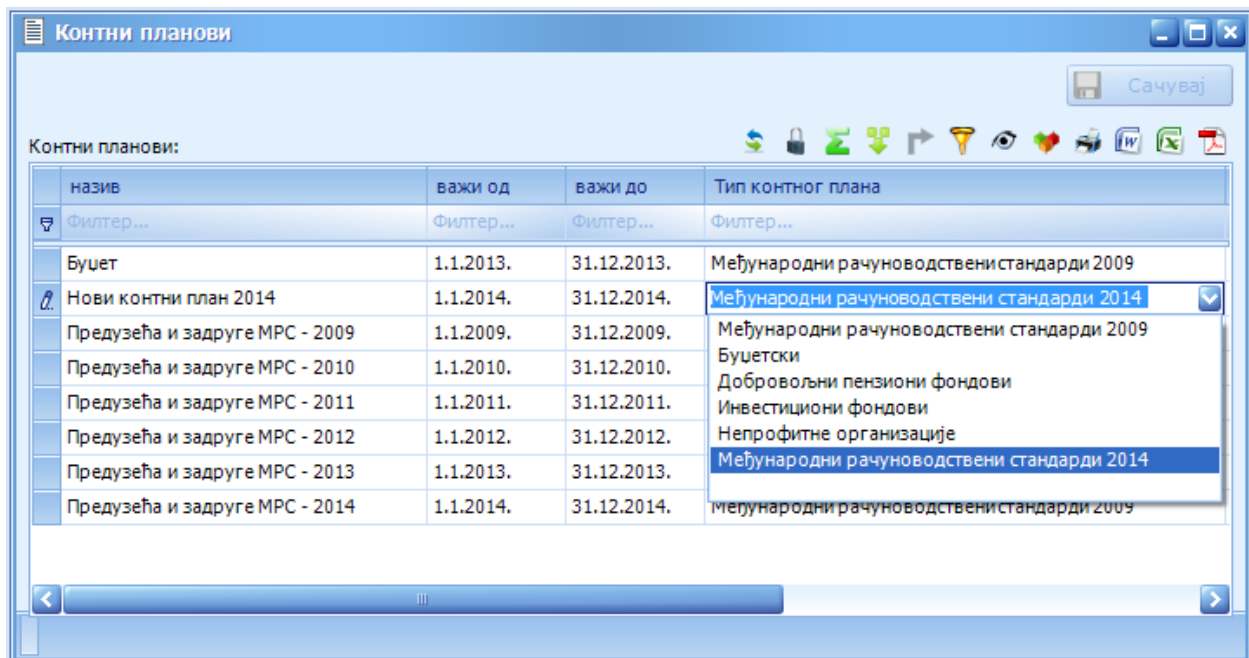 Контни планови
Сачувај
Контни планови:
назив важи од важи до Тип контног плана
Филтер... Филтер... Филтер... Филтер...
Буџет 1.1.2013. 31.12.2013. Међународни рачуноводствени стандарди 2009
Нови контни план 2014 1.1.2014. 31.12.2014. Међународни рачуноводствени стандарди 2014
Предузећа и задруге МРС - 2009 1.1.2009. 31.12.2009. Међународни рачуноводствени стандарди 2009
Предузећа и задруге МРС - 2010 1.1.2010. 31.12.2010. Буџетски
Добровољни пензиони фондови
Предузећа и задруге МРС - 2011 1.1.2011. 31.12.2011. Инвестициони фондови
Предузећа и задруге МРС - 2012 1.1.2012. 31.12.2012. Непрофитне организације
Предузећа и задруге МРС - 2013 1.1.2013. 31.12.2013. Међународни рачуноводствени стандарди 2014
Предузећа и задруге МРС - 2014 1.1.2014. 31.12.2014. Међународни рачуноводствени стандарди 2009